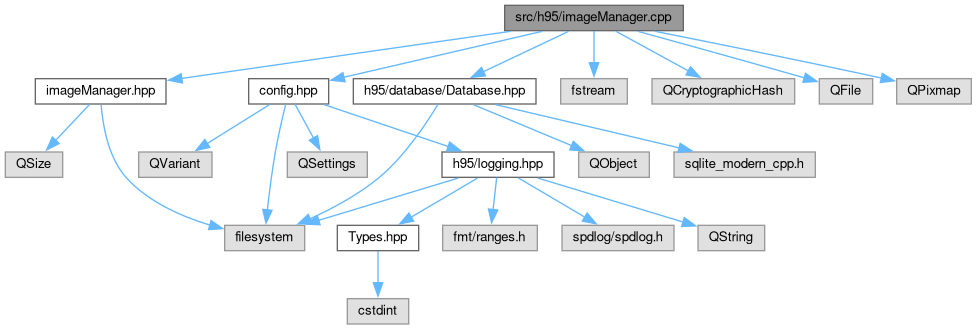 src/h95/imageManager.cpp
imageManager.hpp
config.hpp
h95/database/Database.hpp
fstream
QCryptographicHash
QFile
QPixmap
QSize
QVariant
QSettings
h95/logging.hpp
QObject
sqlite_modern_cpp.h
filesystem
Types.hpp
fmt/ranges.h
spdlog/spdlog.h
QString
cstdint